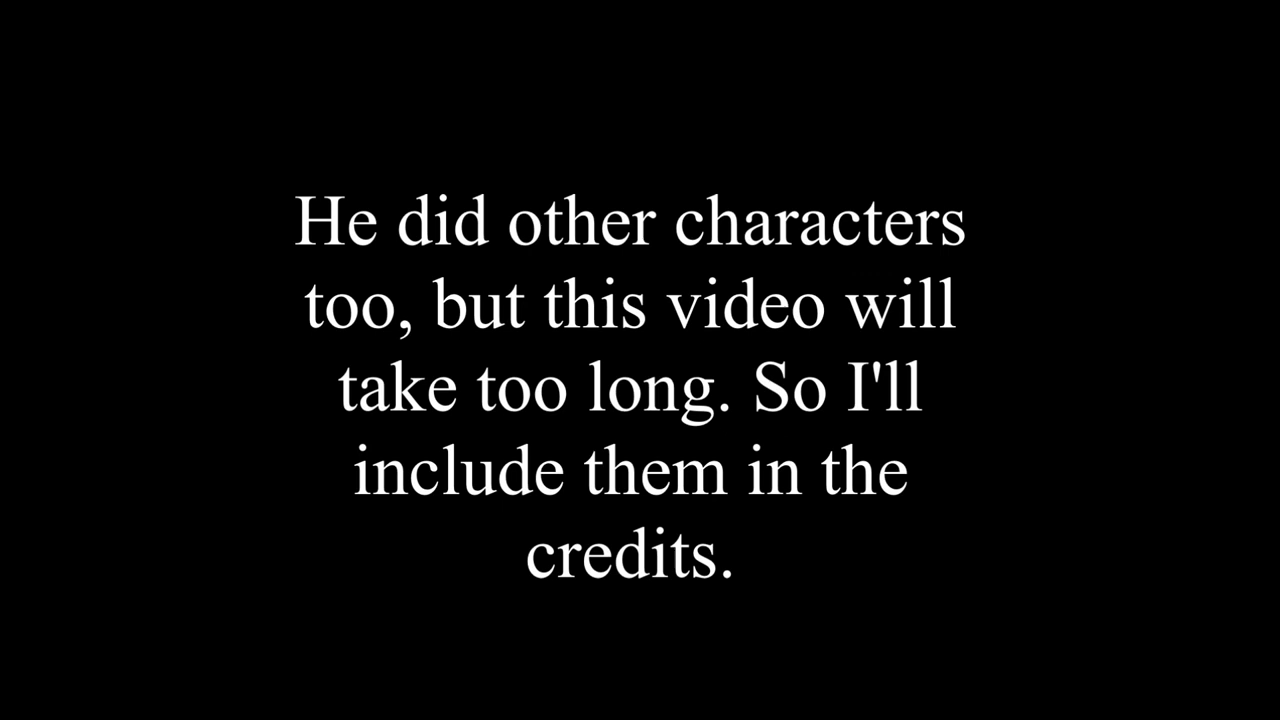 He did other characters
too, but this video will
take too long. So I'll
include them in the
credits.